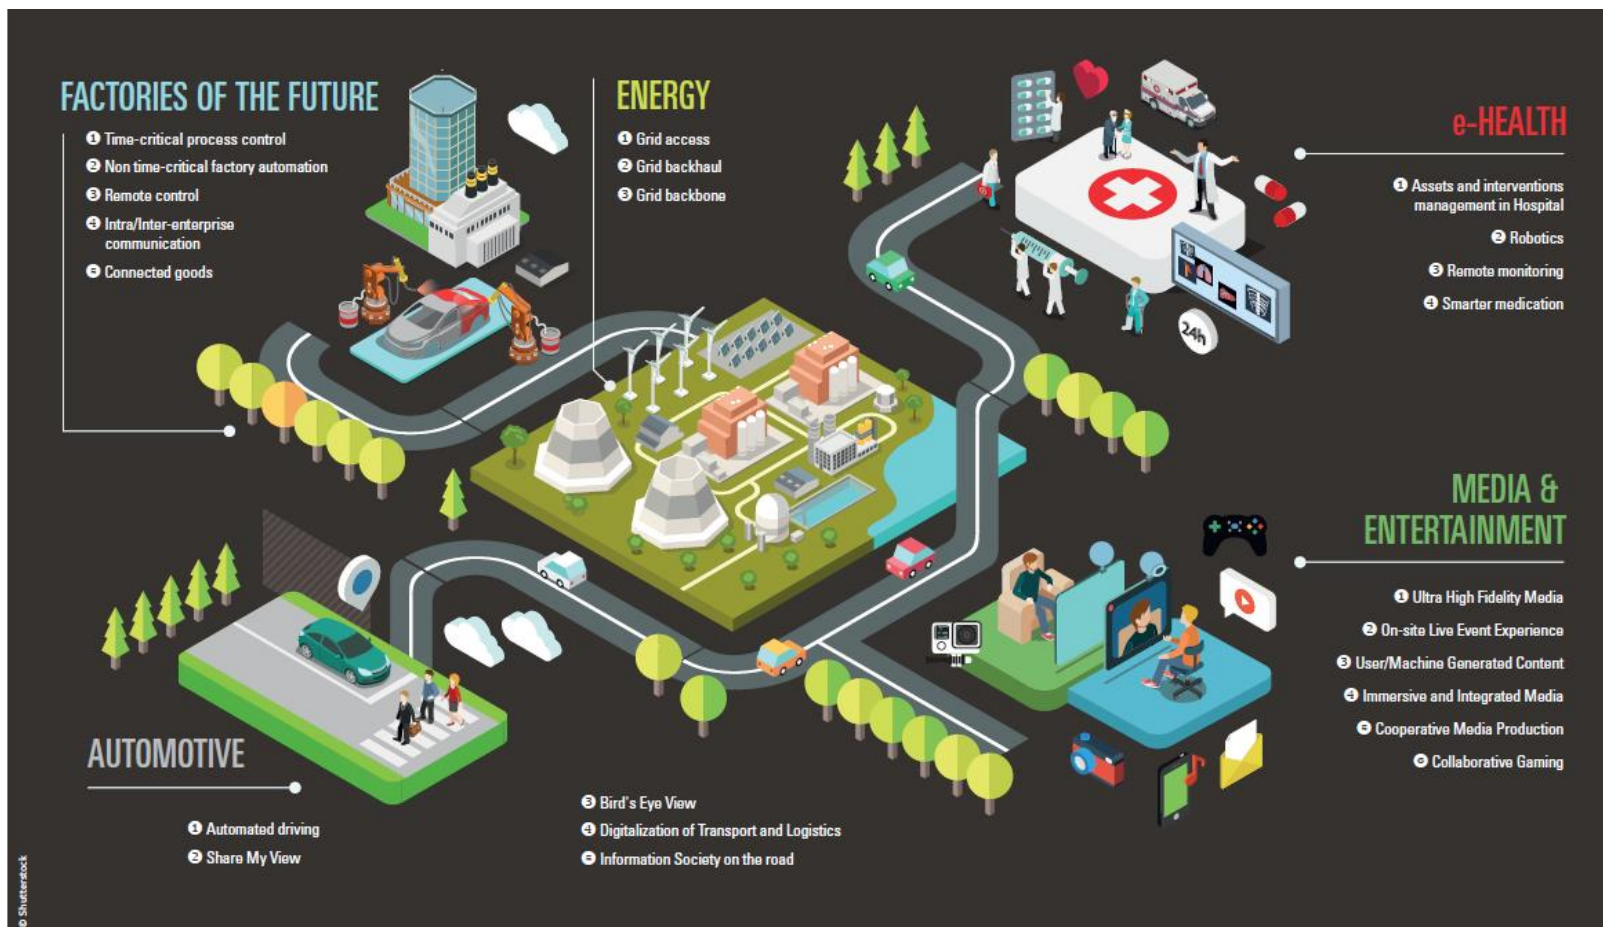 FACTORIES OF THE FUTURE
❶ Time-critical process control
❷ Non time-critical factory automation
❸ Remote control
❹ Intra/Inter-enterprise
communication
❺ Connected goods
ENERGY
❶ Grid access
❷ Grid backhaul
❸ Grid backbone
e-HEALTH
❶ Assets and interventions
management in Hospital
❷ Robotics
❸ Remote monitoring
❹ Smarter medication
24h
MEDIA &
ENTERTAINMENT
❶ Ultra High Fidelity Media
❷ On-site Live Event Experience
❸ User/Machine Generated Content
❹ Immersive and Integrated Media
❺ Cooperative Media Production
❻ Collaborative Gaming
AUTOMOTIVE
❶ Automated driving
❷ Share My View
❸ Bird's Eye View
❹ Digitalization of Transport and Logistics
❺ Information Society on the road
© Shutterstock